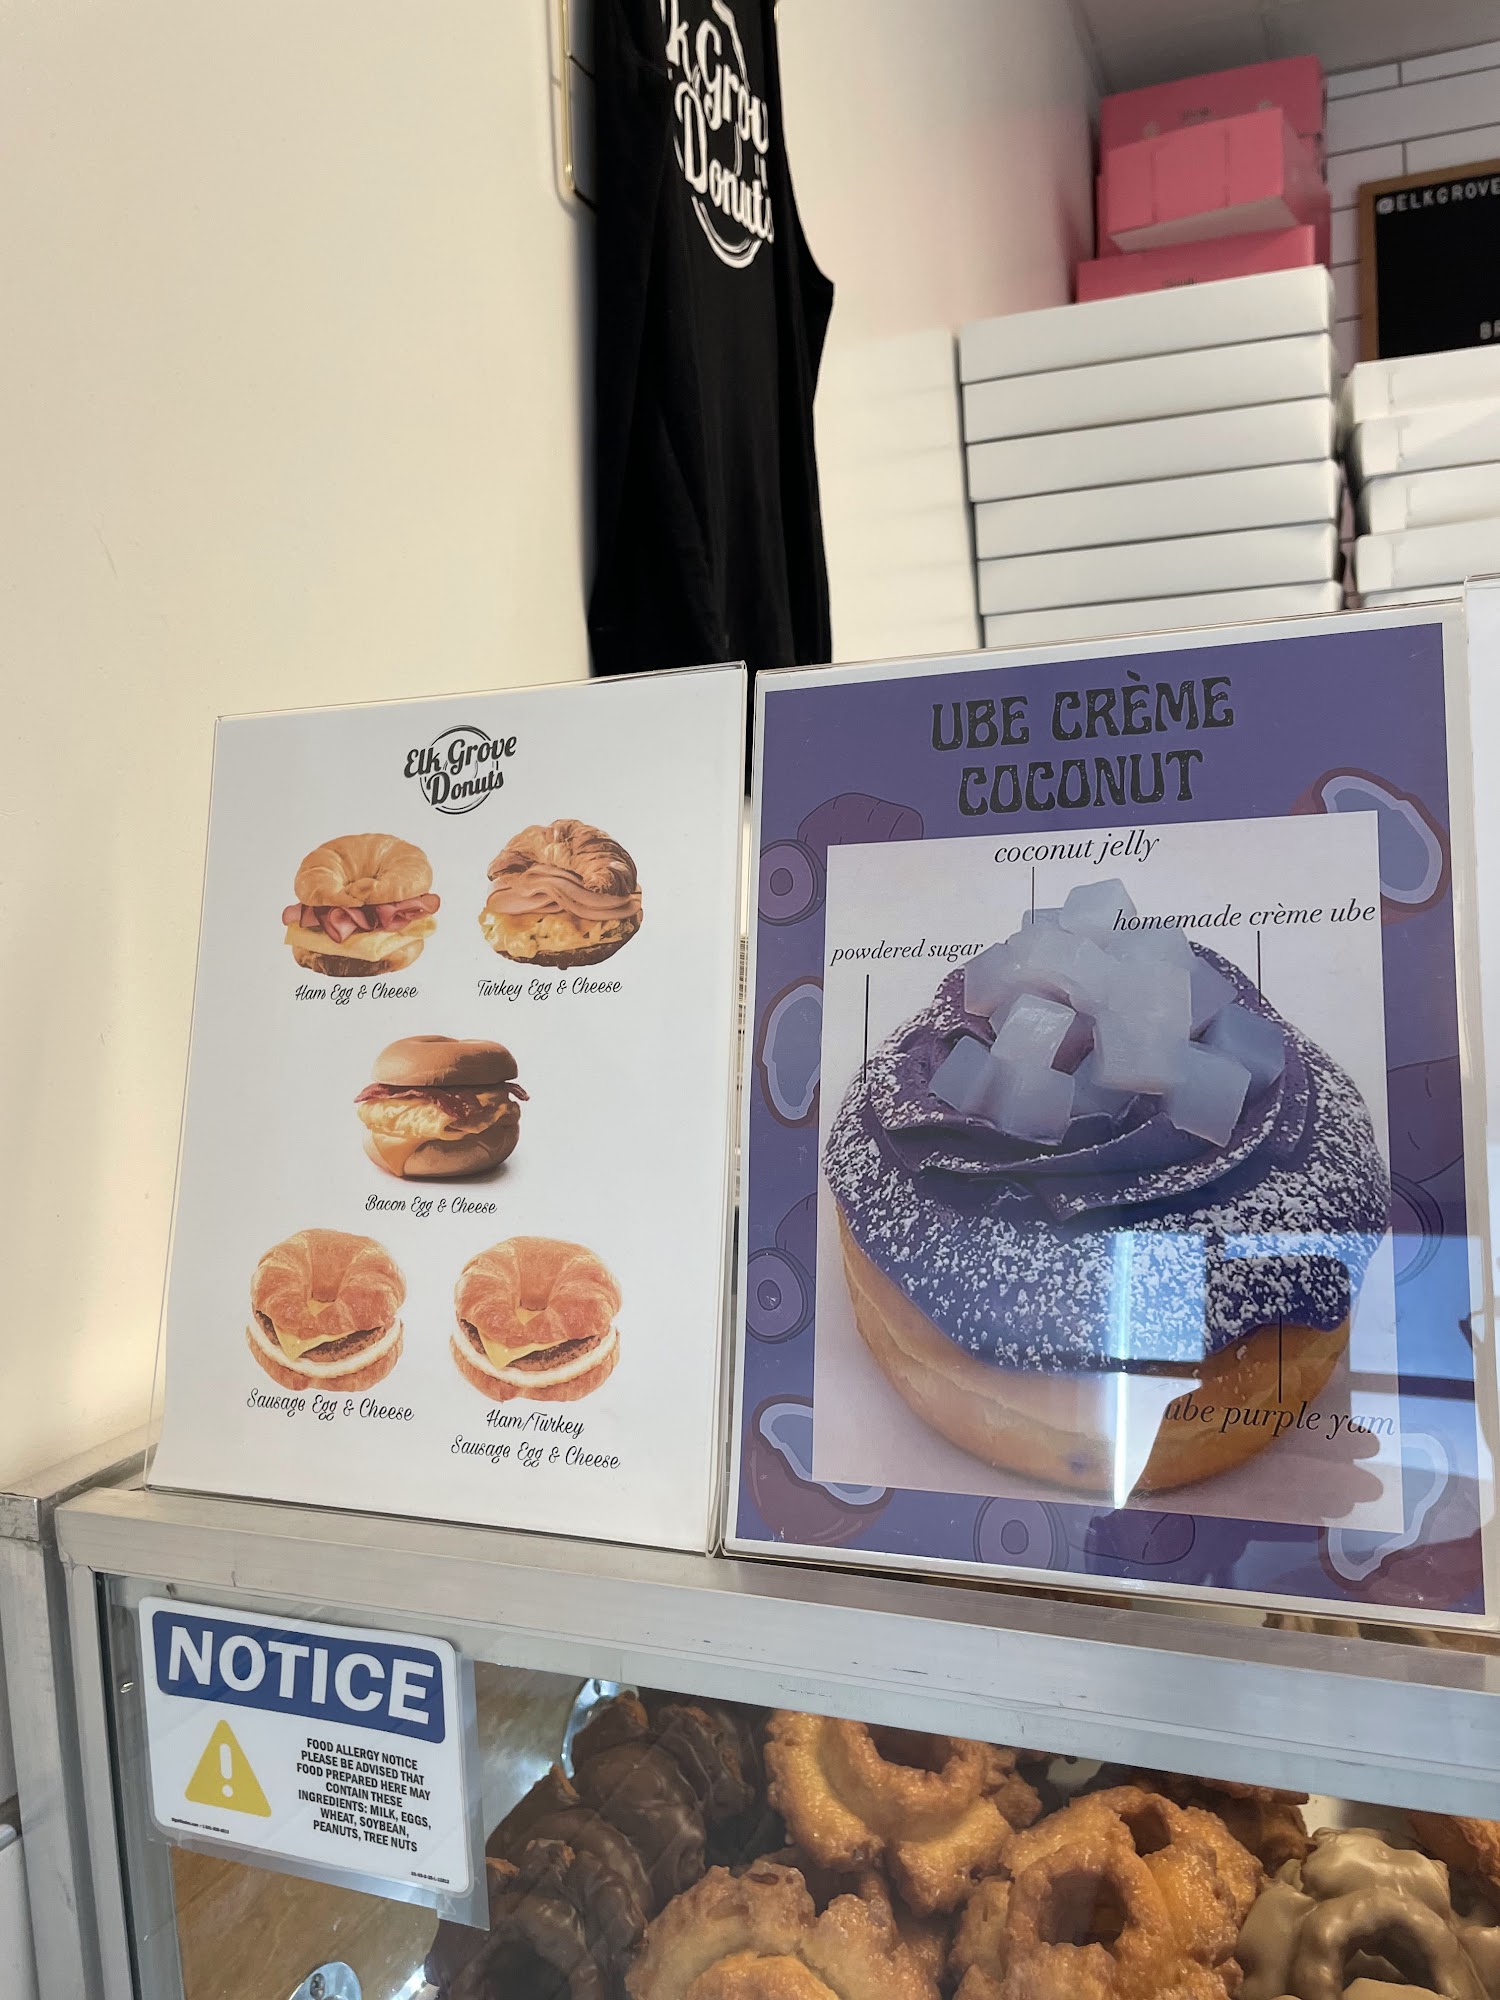 Grove
Donuts
@ELKGROVE
Elk Grove
Donuts
Ham Egg & Cheese
Turkey Egg & Cheese
Bacon Egg & Cheese
Sausage Egg & Cheese
Ham/Turkey
Sausage Egg & Cheese
UBE CRÈME
COCONUT
coconut jelly
homemade crème ube
powdered sugar
ube purple yam
NOTICE
FOOD ALLERGY NOTICE
PLEASE BE ADVISED THAT
FOOD PREPARED HERE MAY
CONTAIN THESE
INGREDIENTS: MILK, EGGS,
WHEAT, SOYBEAN,
PEANUTS, TREE NUTS